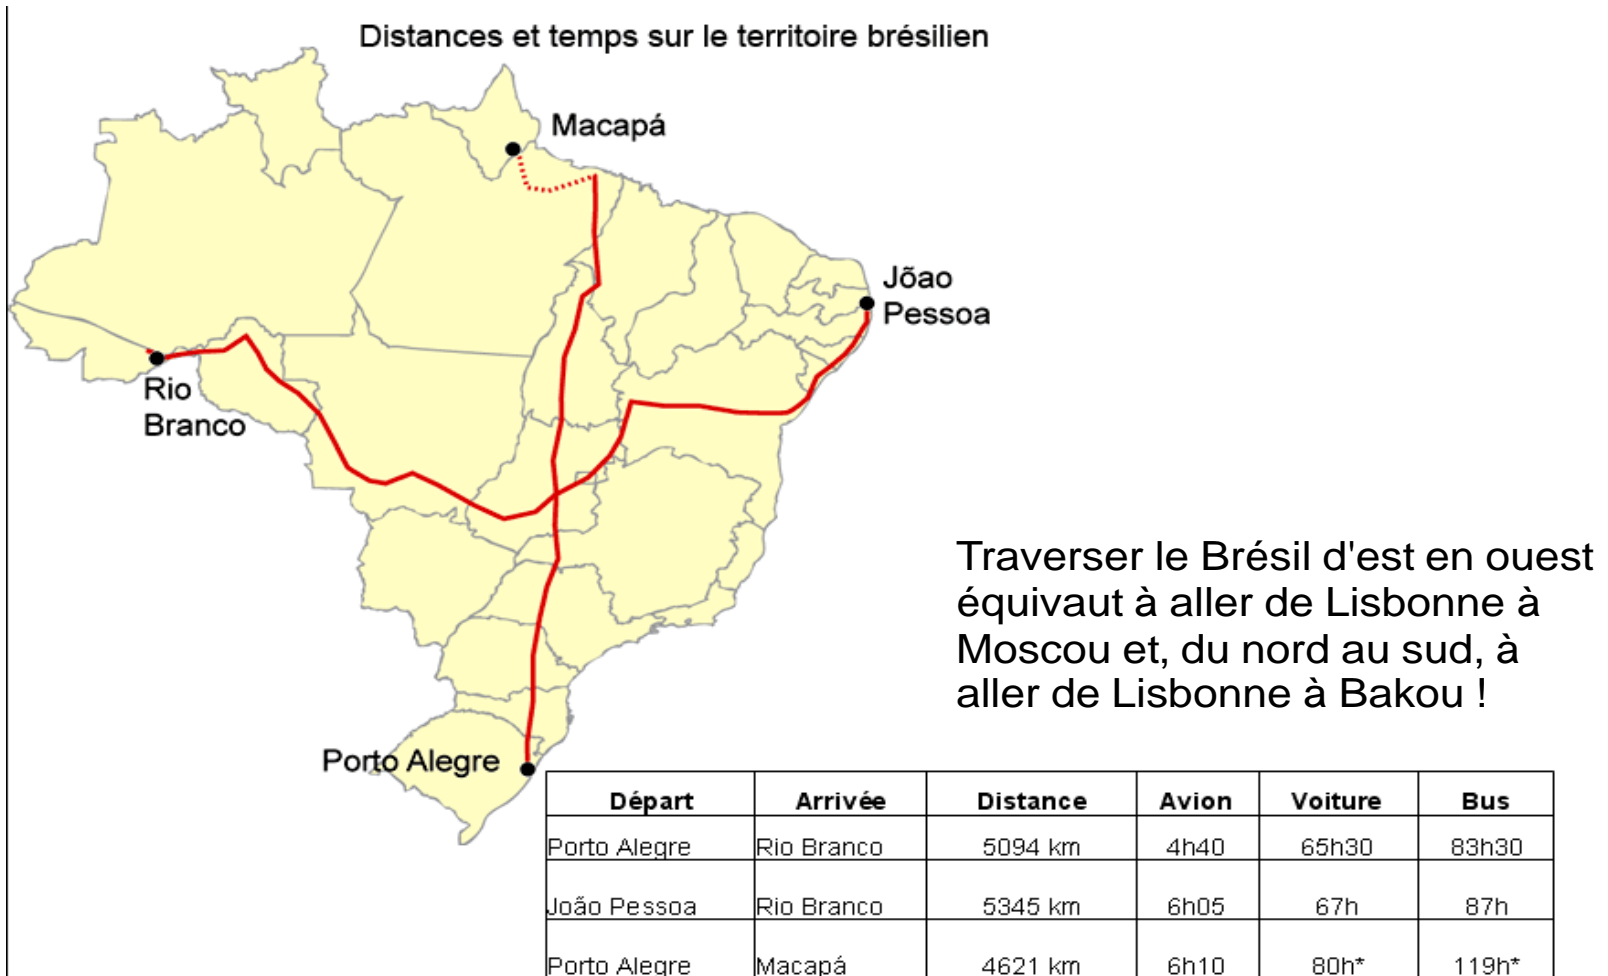 Distances et temps sur le territoire brésilien
Macapá
Jõao
Pessoa
Rio
Branco
Porto Alegre
Traverser le Brésil d'est en ouest
équivaut à aller de Lisbonne à
Moscou et, du nord au sud, à
aller de Lisbonne à Bakou !
Départ Arrivée Distance Avion Voiture Bus
Porto Alegre Rio Branco 5094 km 4h40 65h30 83h30
João Pessoa Rio Branco 5345 km 6h05 67h 87h
Porto Alegre Macapá 4621 km 6h10 80h* 119h*